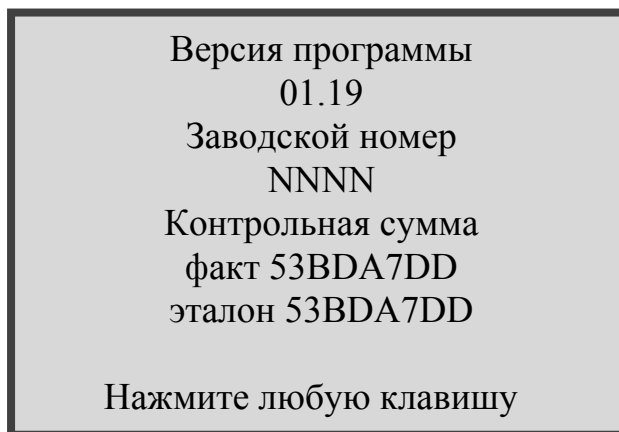 Версия программы
01.19
Заводской номер
NNNN
Контрольная сумма
факт 53BDA7DD
эталон 53BDA7DD
Нажмите любую клавишу